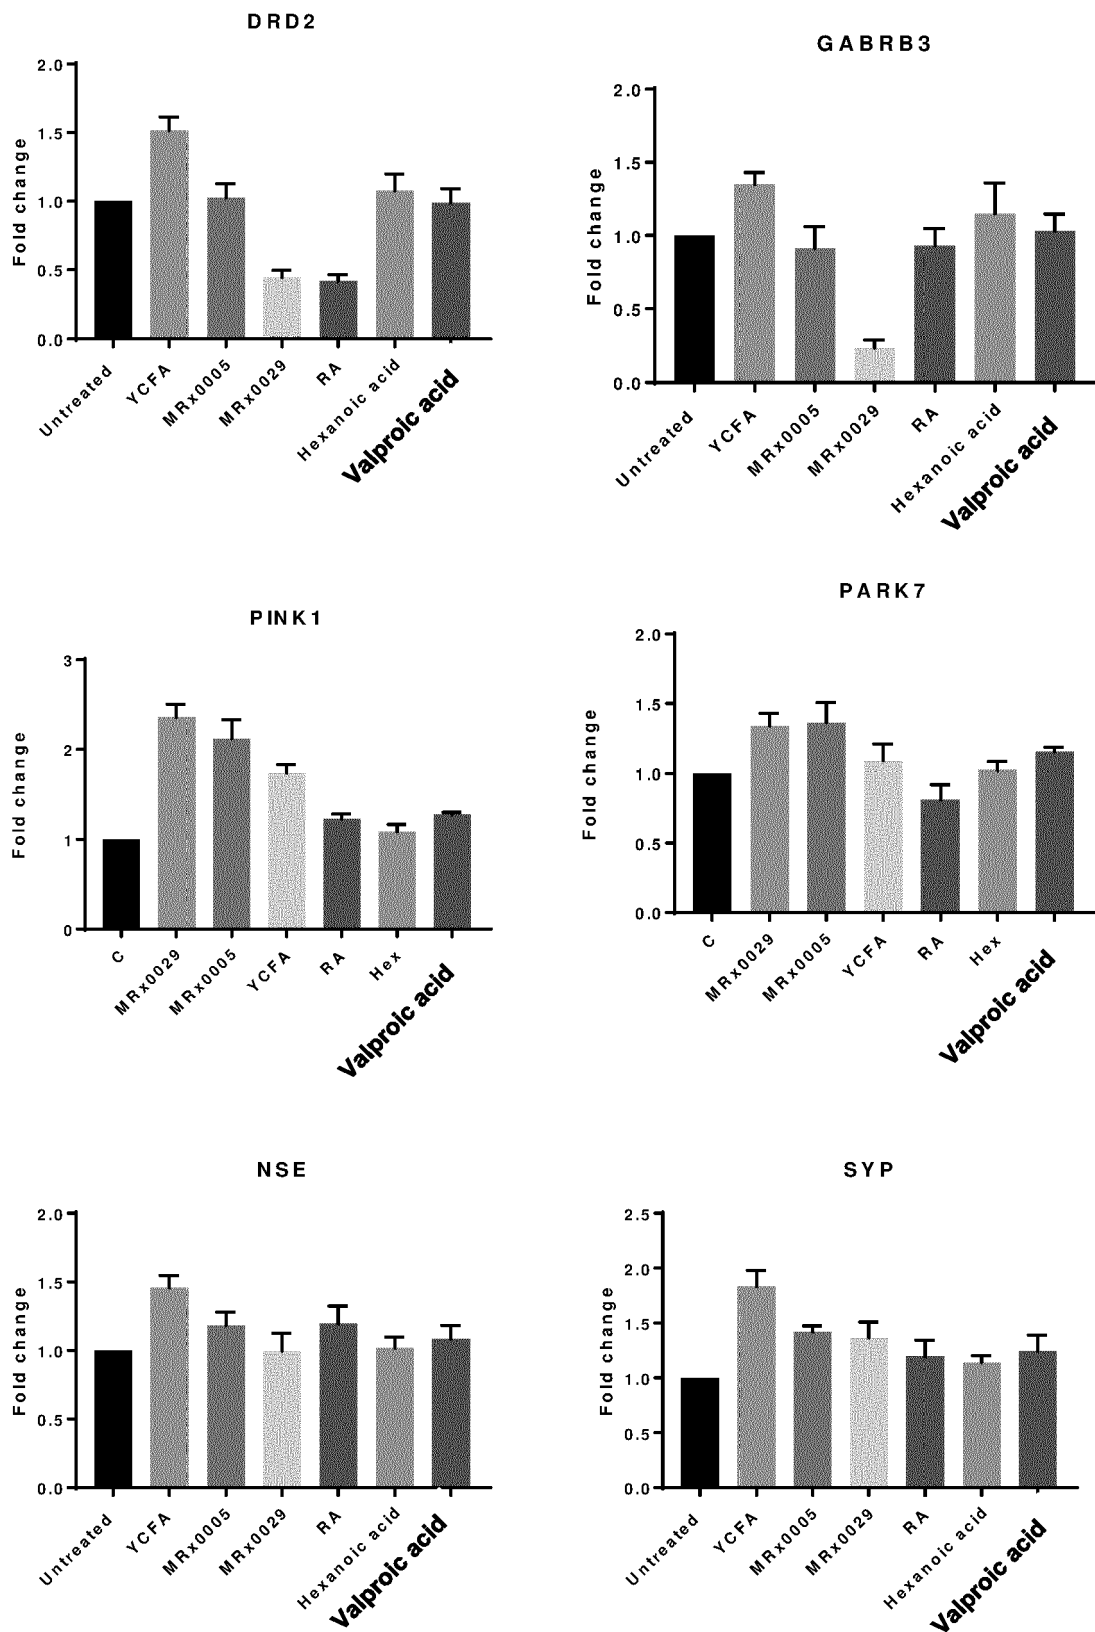 DRD2
Fold change
2.0
1.5
1.0
0.5
0.0
Untreated
YCFA
MRx0005
MRx0029
RA
Hexanoic acid
Valproic acid
GABRB3
Fold change
2.0
1.5
1.0
0.5
0.0
Untreated
YCFA
MRx0005
MRx0029
RA
Hexanoic acid
Valproic acid
PINK1
Fold change
3
2
1
0
C
MRx0029
MRx0005
YCFA
RA
Hex
Valproic acid
PARK7
Fold change
2.0
1.5
1.0
0.5
0.0
C
MRx0029
MRx0005
YCFA
RA
Hex
Valproic acid
NSE
Fold change
2.0
1.5
1.0
0.5
0.0
Untreated
YCFA
MRx0005
MRx0029
RA
Hexanoic acid
Valproic acid
SYP
Fold change
2.5
2.0
1.5
1.0
0.5
0.0
Untreated
YCFA
MRx0005
MRx0029
RA
Hexanoic acid
Valproic acid